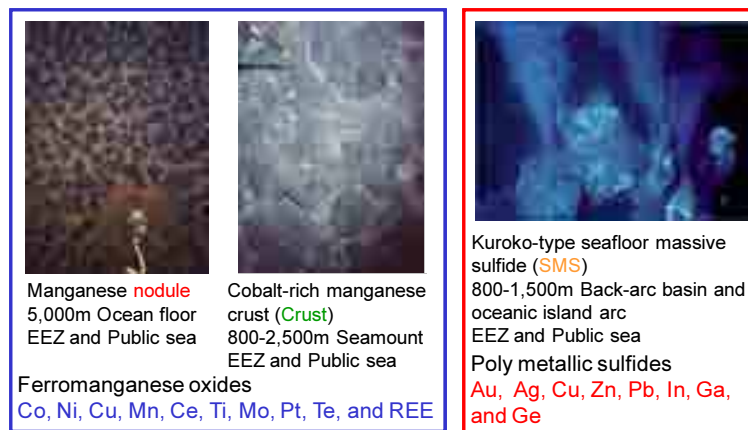 Manganese nodule
5,000m Ocean floor
EEZ and Public sea
Cobalt-rich manganese
crust (Crust)
800-2,500m Seamount
EEZ and Public sea
Ferromanganese oxides
Co, Ni, Cu, Mn, Ce, Ti, Mo, Pt, Te, and REE
Kuroko-type seafloor massive
sulfide (SMS)
800-1,500m Back-arc basin and
oceanic island arc
EEZ and Public sea
Poly metallic sulfides
Au, Ag, Cu, Zn, Pb, In, Ga,
and Ge